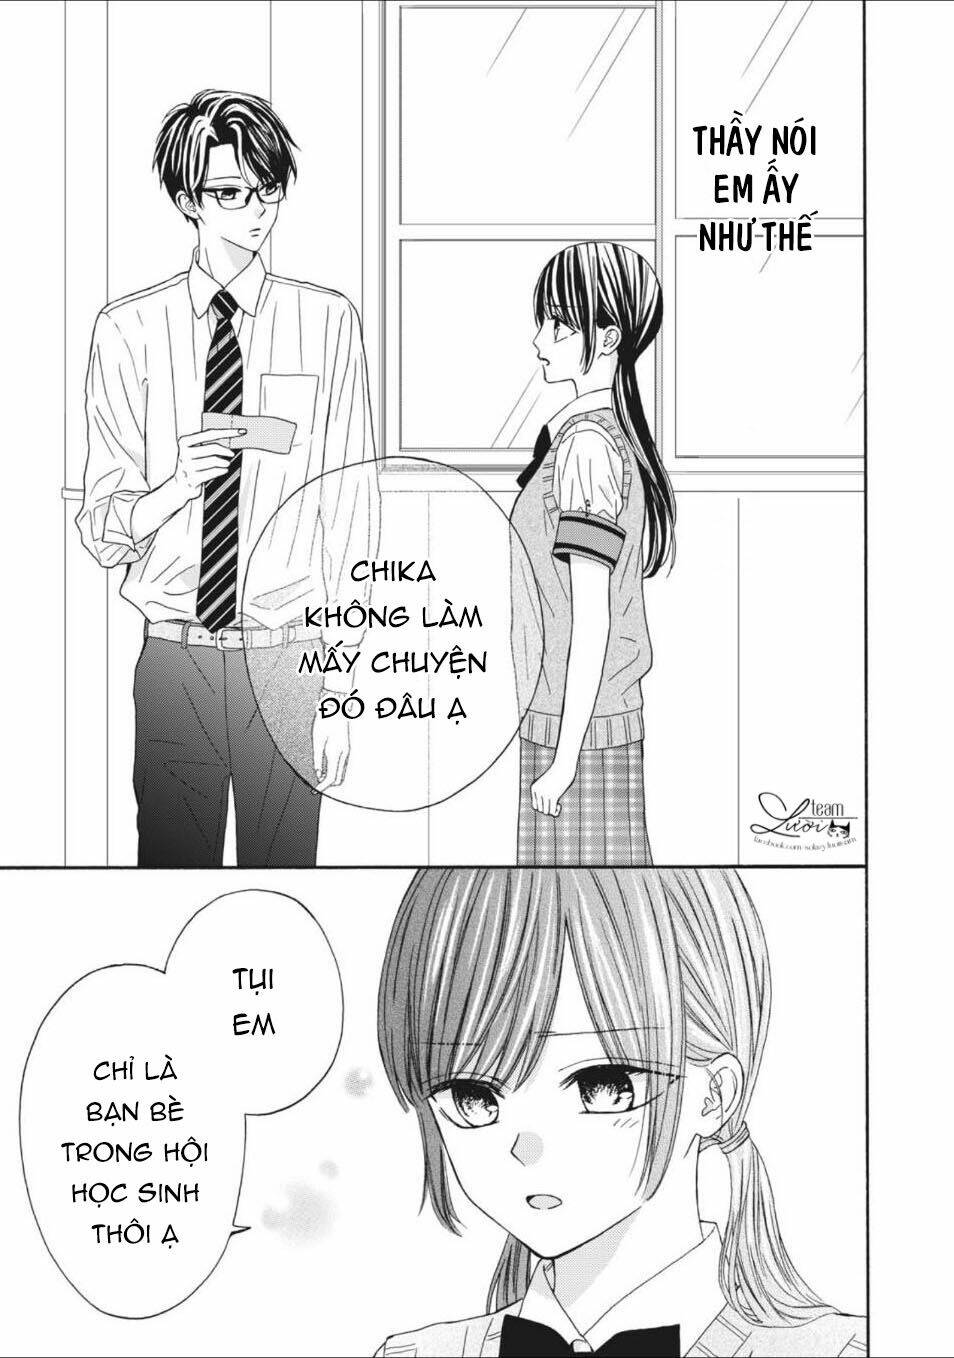 THẦY NÓI
EM ẤY
NHƯ THẾ
CHIKA
KHÔNG LÀM
MẤY CHUYỆN
ĐÓ ĐÂU Ạ
team
Lười
TỤI
EM
CHỈ LÀ
BẠN BÈ
TRONG HỘI
HỌC SINH
THÔI Ạ